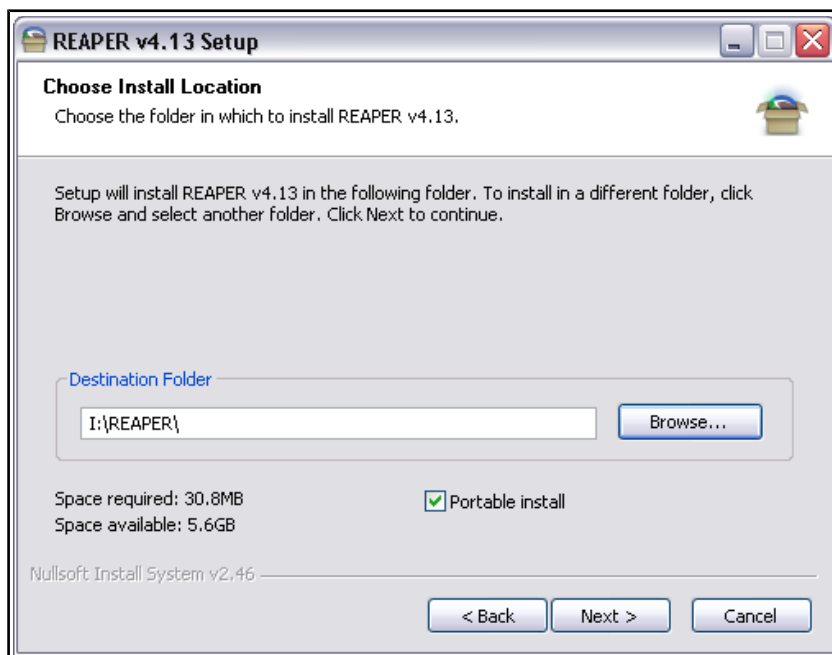 REAPER v4.13 Setup
Choose Install Location
Choose the folder in which to install REAPER v4.13.
Setup will install REAPER v4.13 in the following folder. To install in a different folder, click
Browse and select another folder. Click Next to continue.
Destination Folder
I:\REAPER\
Browse...
Space required: 30.8MB
Portable install
Space available: 5.6GB
Nullsoft Install System v2.46
< Back
Next >
Cancel